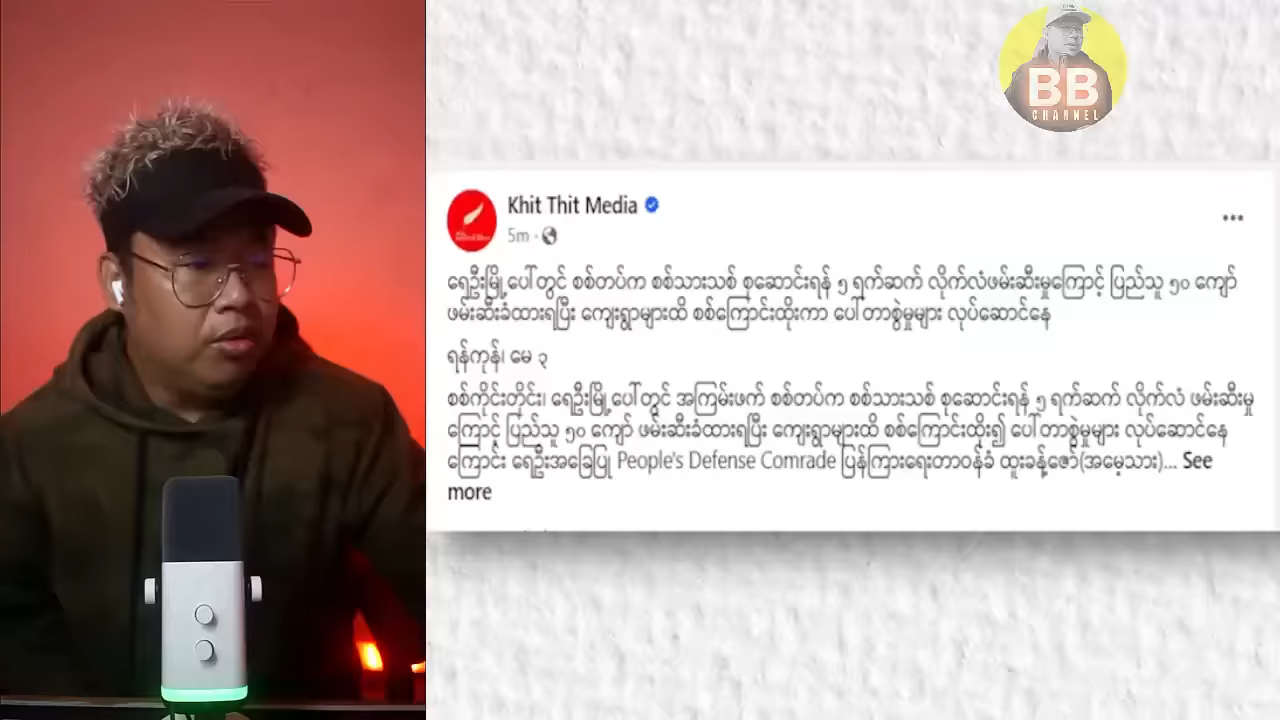 BB
CHANNEL
Khit Thit Media
5m
ရေဦးမြို့ပေါ်တွင် စစ်တပ်က စစ်သားသစ် စုဆောင်းရန် ၅ ရက်ဆက် လိုက်လံဖမ်းဆီးမှုကြောင့် ပြည်သူ ၅၀ ကျော်
ဖမ်းဆီးခံထားရပြီး ကျေးရွာများထိ စစ်ကြောင်းထိုးကာ ပေါ်တာစွဲမှုများ လုပ်ဆောင်နေ
ရန်ကုန်၊ မေ ၃
စစ်ကိုင်းတိုင်း၊ ရေဦးမြို့ပေါ်တွင် အကြမ်းဖက် စစ်တပ်က စစ်သားသစ် စုဆောင်းရန် ၅ ရက်ဆက် လိုက်လံ ဖမ်းဆီးမှု
ကြောင့် ပြည်သူ ၅၀ ကျော် ဖမ်းဆီးခံထားရပြီး ကျေးရွာများထိ စစ်ကြောင်းထိုး၍ ပေါ်တာစွဲမှုများ လုပ်ဆောင်နေ
ကြောင်း ရေဦးအခြေပြု People's Defense Comrade ပြန်ကြားရေးတာဝန်ခံ ထူးခန့်ဇော်(အမေ့သား)... See
more